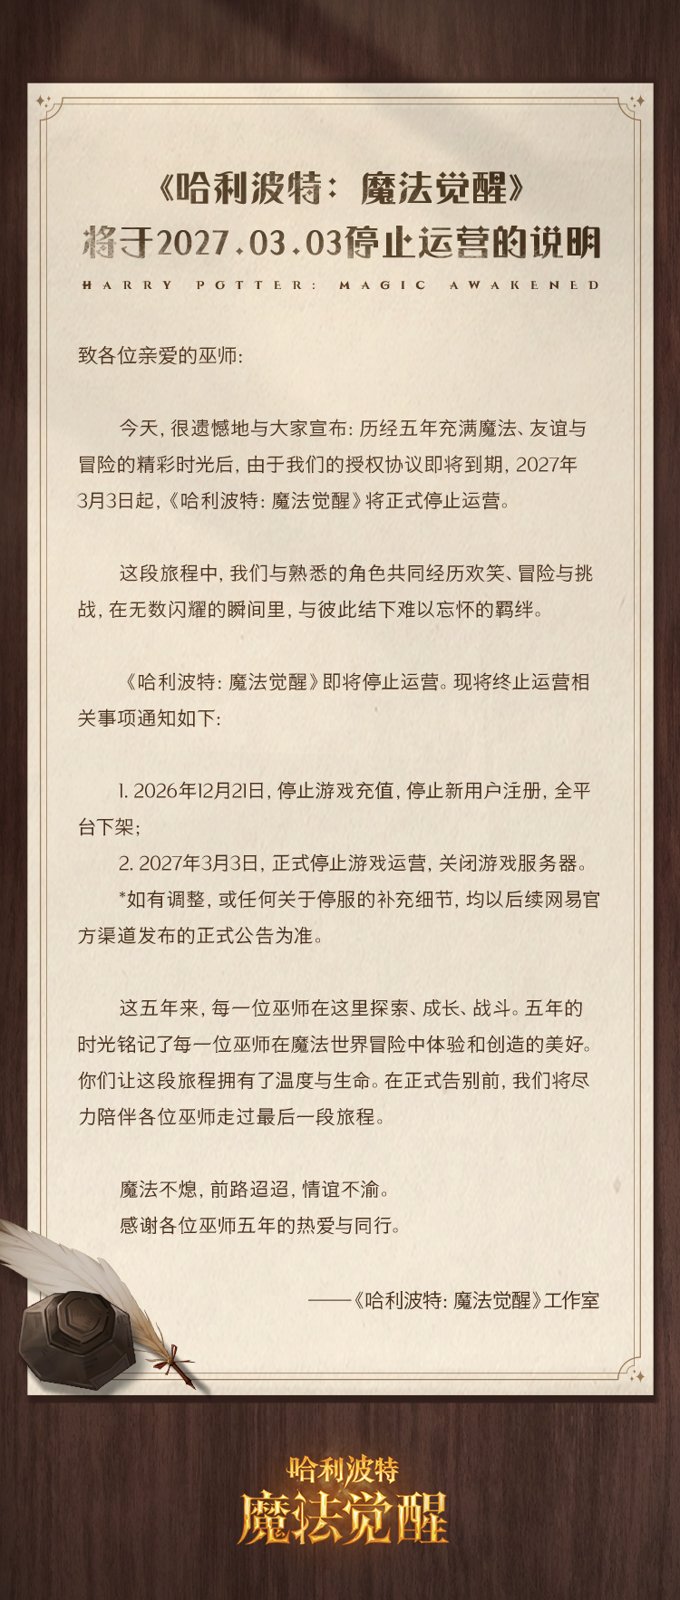 《哈利波特：魔法觉醒》
将于2027.03.03停止运营的说明
HARRY POTTER: MAGIC AWAKENED
致各位亲爱的巫师：
今天，很遗憾地与大家宣布：历经五年充满魔法、友谊与
冒险的精彩时光后，由于我们的授权协议即将到期，2027年
3月3日起，《哈利波特：魔法觉醒》将正式停止运营。
这段旅程中，我们与熟悉的角色共同经历欢笑、冒险与挑
战，在无数闪耀的瞬间里，与彼此结下难以忘怀的羁绊。
《哈利波特：魔法觉醒》即将停止运营。现将终止运营相
关事项通知如下：
1. 2026年12月21日，停止游戏充值，停止新用户注册，全平
台下架；
2. 2027年3月3日，正式停止游戏运营，关闭游戏服务器。
*如有调整，或任何关于停服的补充细节，均以后续网易官
方渠道发布的正式公告为准。
这五年来，每一位巫师在这里探索、成长、战斗。五年的
时光铭记了每一位巫师在魔法世界冒险中体验和创造的美好。
你们让这段旅程拥有了温度与生命。在正式告别前，我们将尽
力陪伴各位巫师走过最后一段旅程。
魔法不熄，前路迢迢，情谊不渝。
感谢各位巫师五年的热爱与同行。
——《哈利波特：魔法觉醒》工作室
哈利波特
魔法觉醒